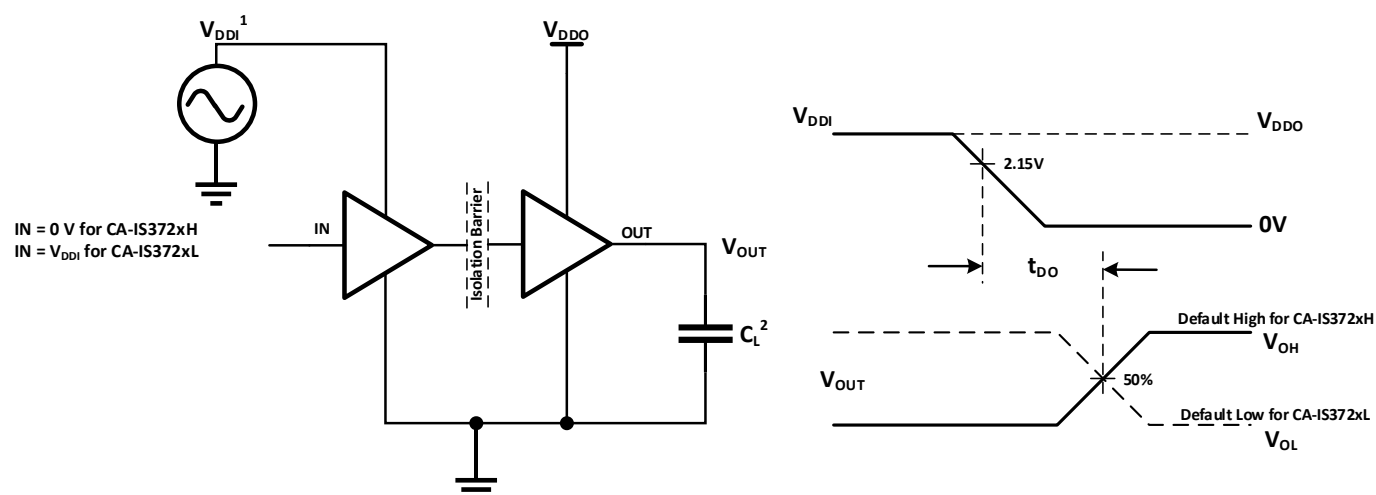 VDDI1
VDDO
IN = 0 V for CA-IS372xH
IN = VDDI for CA-IS372xL
IN
Isolation Barrier
OUT
VOUT
CL2
VDDI
VDDO
2.15V
0V
tDO
Default High for CA-IS372xH
VOH
VOUT
50%
Default Low for CA-IS372xL
VOL